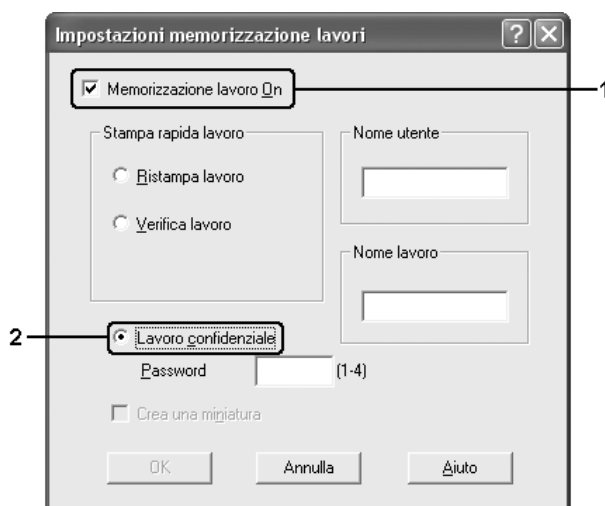 Impostazioni memorizzazione lavori
Memorizzazione lavoro On
1
Stampa rapida lavoro
Nome utente
Ristampa lavoro
Verifica lavoro
Nome lavoro
2
Lavoro confidenziale
Password (1-4)
Crea una miniatura
OK Annulla Aiuto